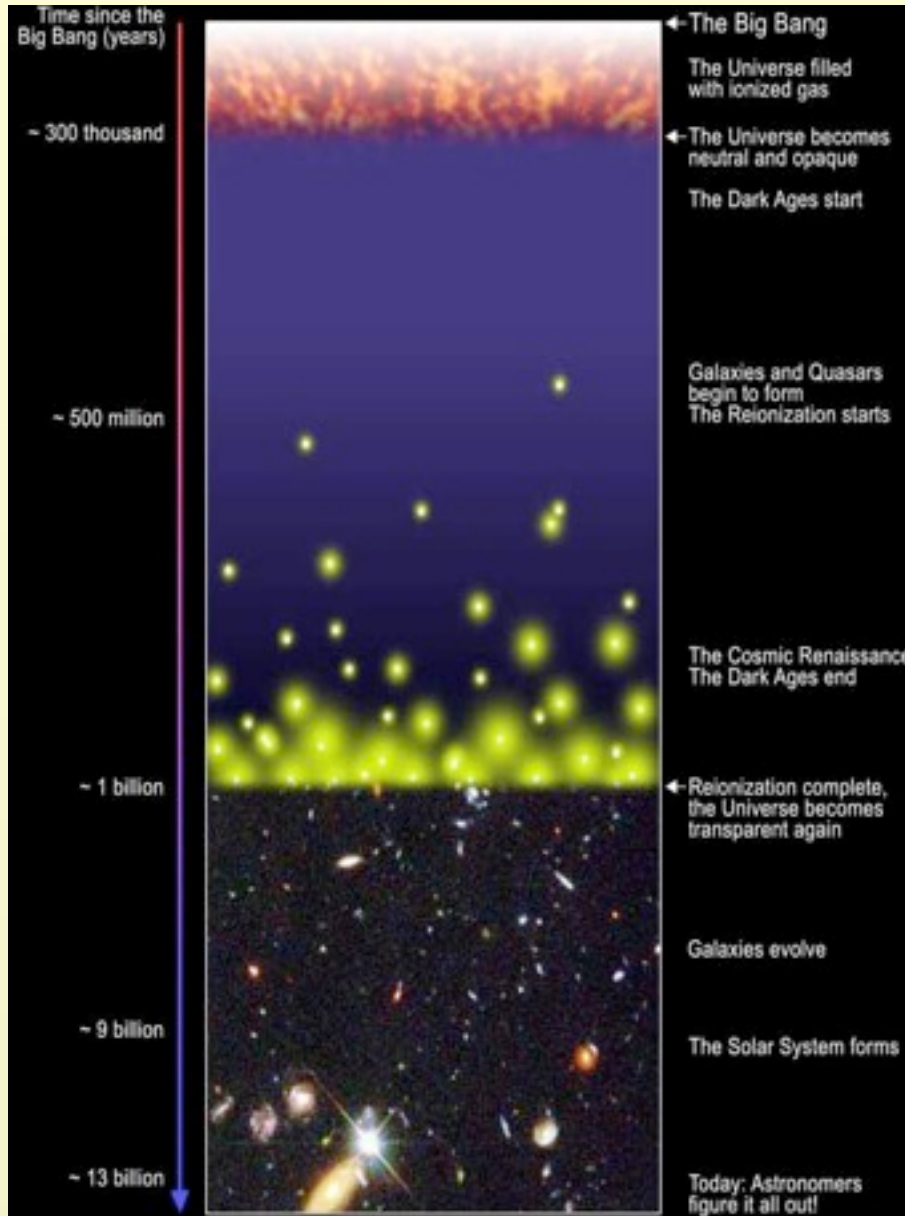 Time since the
Big Bang (years)
The Big Bang
The Universe filled
with ionized gas
~ 300 thousand
The Universe becomes
neutral and opaque
The Dark Ages start
Galaxies and Quasars
begin to form
~ 500 million
The Reionization starts
The Cosmic Renaissance
The Dark Ages end
~ 1 billion
Reionization complete,
the Universe becomes
transparent again
Galaxies evolve
~ 9 billion
The Solar System forms
~ 13 billion
Today: Astronomers
figure it all out!